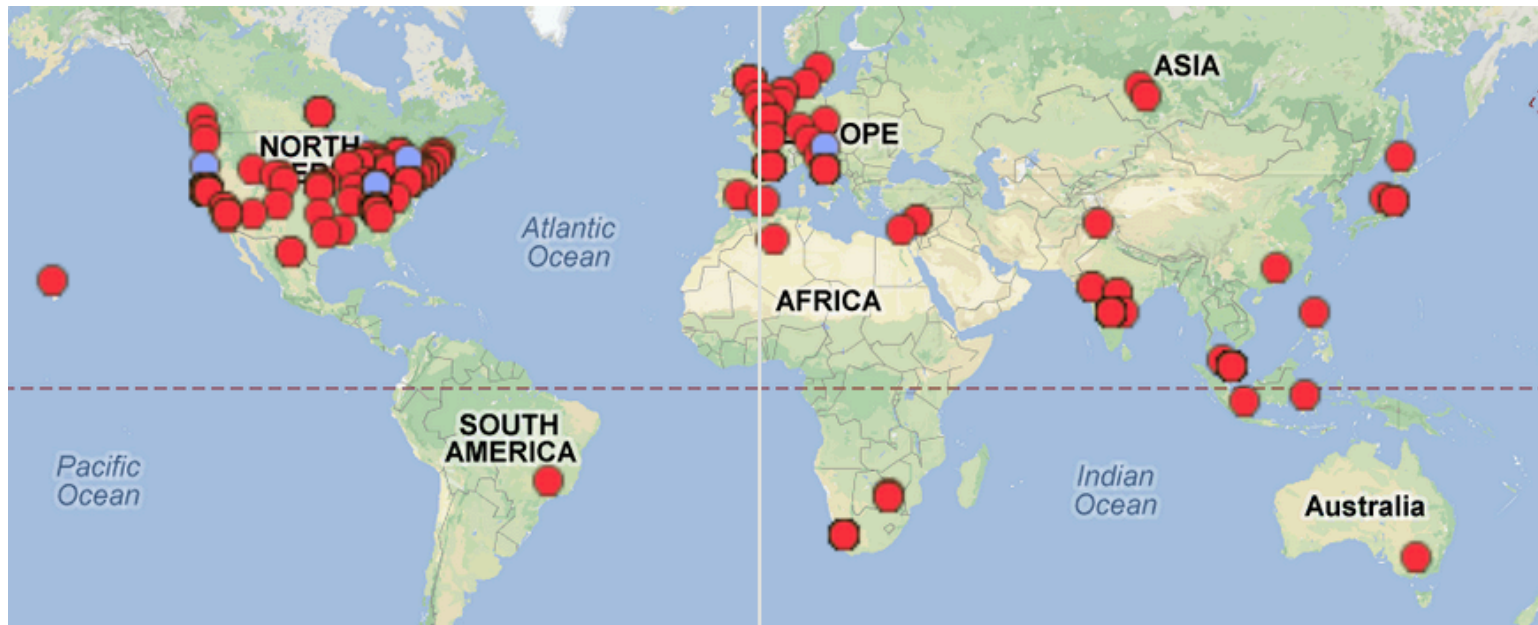 ASIA
NORTH
OPE
Atlantic
Ocean
AFRICA
SOUTH
AMERICA
Pacific
Ocean
Indian
Ocean
Australia